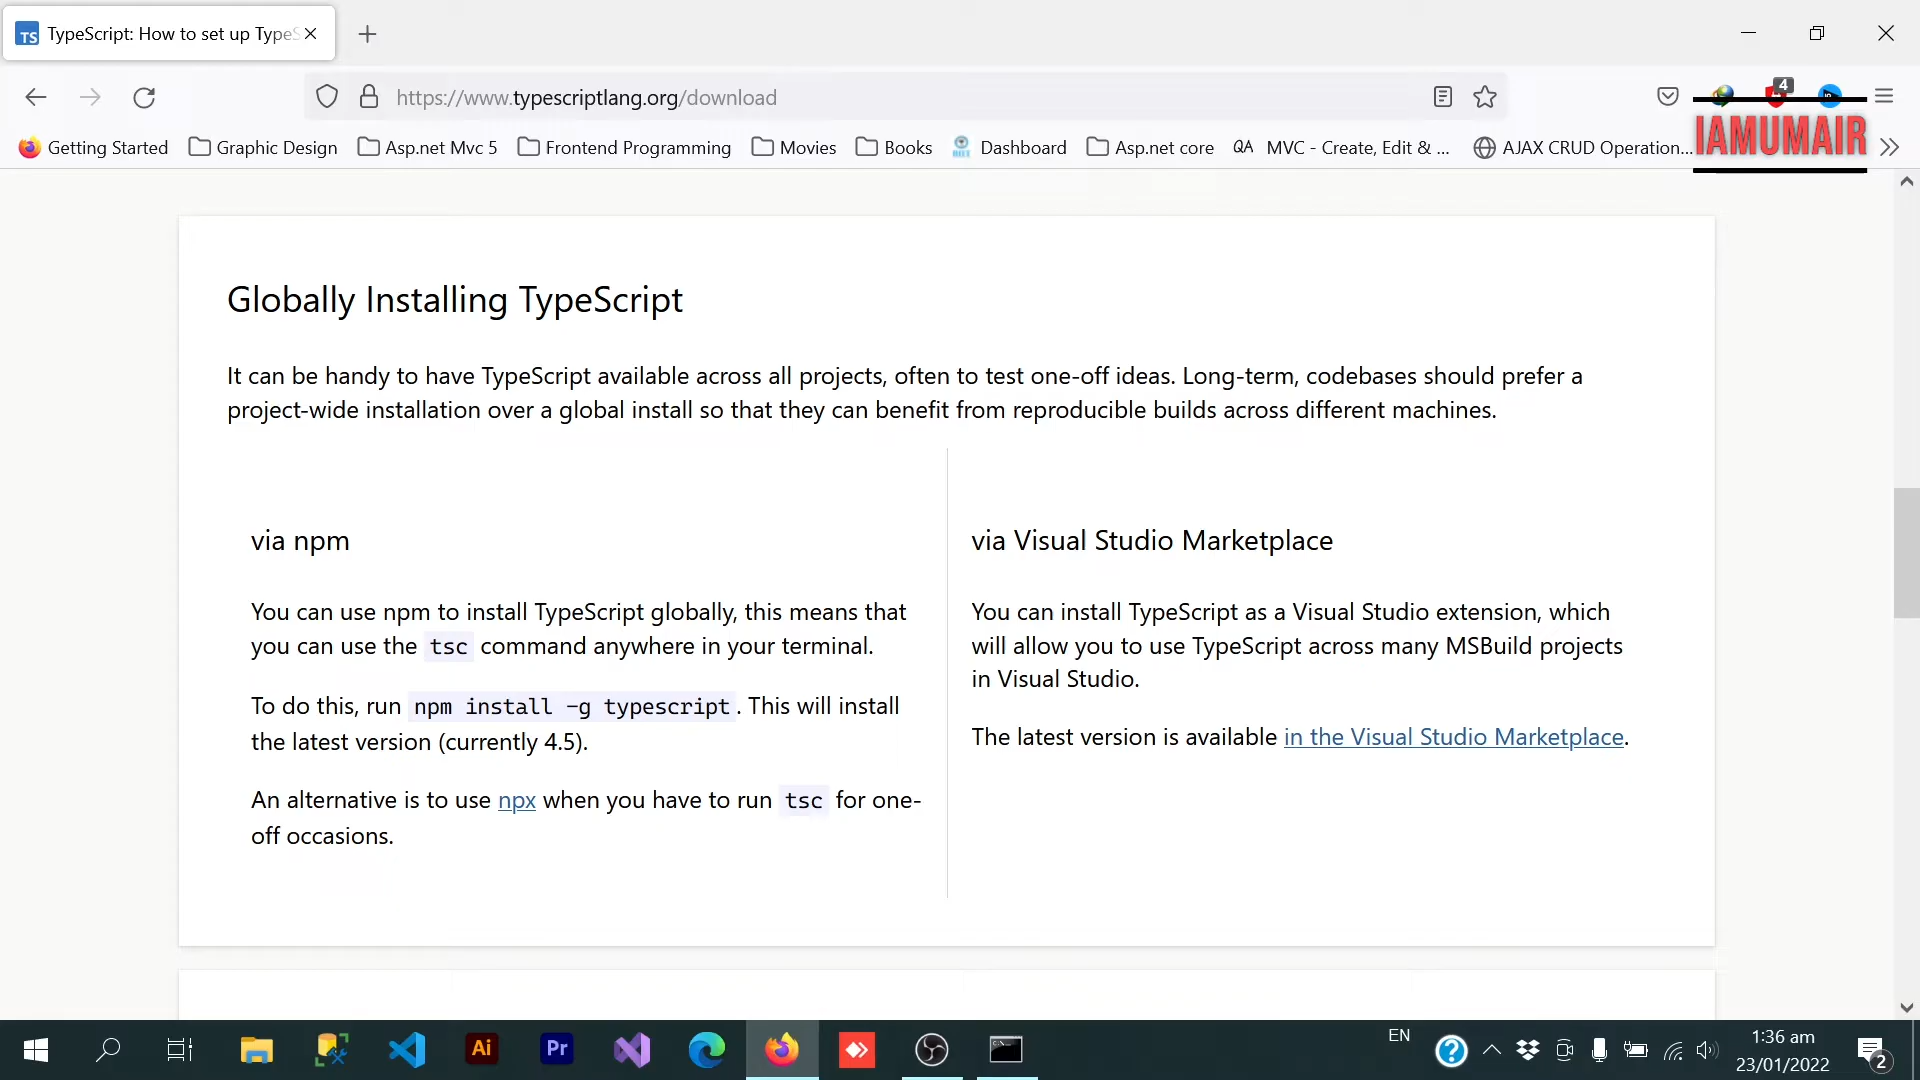 TS TypeScript: How to set up TypeS
https://www.typescriptlang.org/download
4
IAMUMAIR
Getting Started Graphic Design Asp.net Mvc 5 Frontend Programming Movies Books Dashboard Asp.net core QA MVC - Create, Edit & ... AJAX CRUD Operation...
Globally Installing TypeScript
It can be handy to have TypeScript available across all projects, often to test one-off ideas. Long-term, codebases should prefer a
project-wide installation over a global install so that they can benefit from reproducible builds across different machines.
via npm
You can use npm to install TypeScript globally, this means that
you can use the tsc command anywhere in your terminal.
To do this, run npm install -g typescript. This will install
the latest version (currently 4.5).
An alternative is to use npx when you have to run tsc for one-
off occasions.
via Visual Studio Marketplace
You can install TypeScript as a Visual Studio extension, which
will allow you to use TypeScript across many MSBuild projects
in Visual Studio.
The latest version is available in the Visual Studio Marketplace.
Ai Pr EN
1:36 am
23/01/2022
2